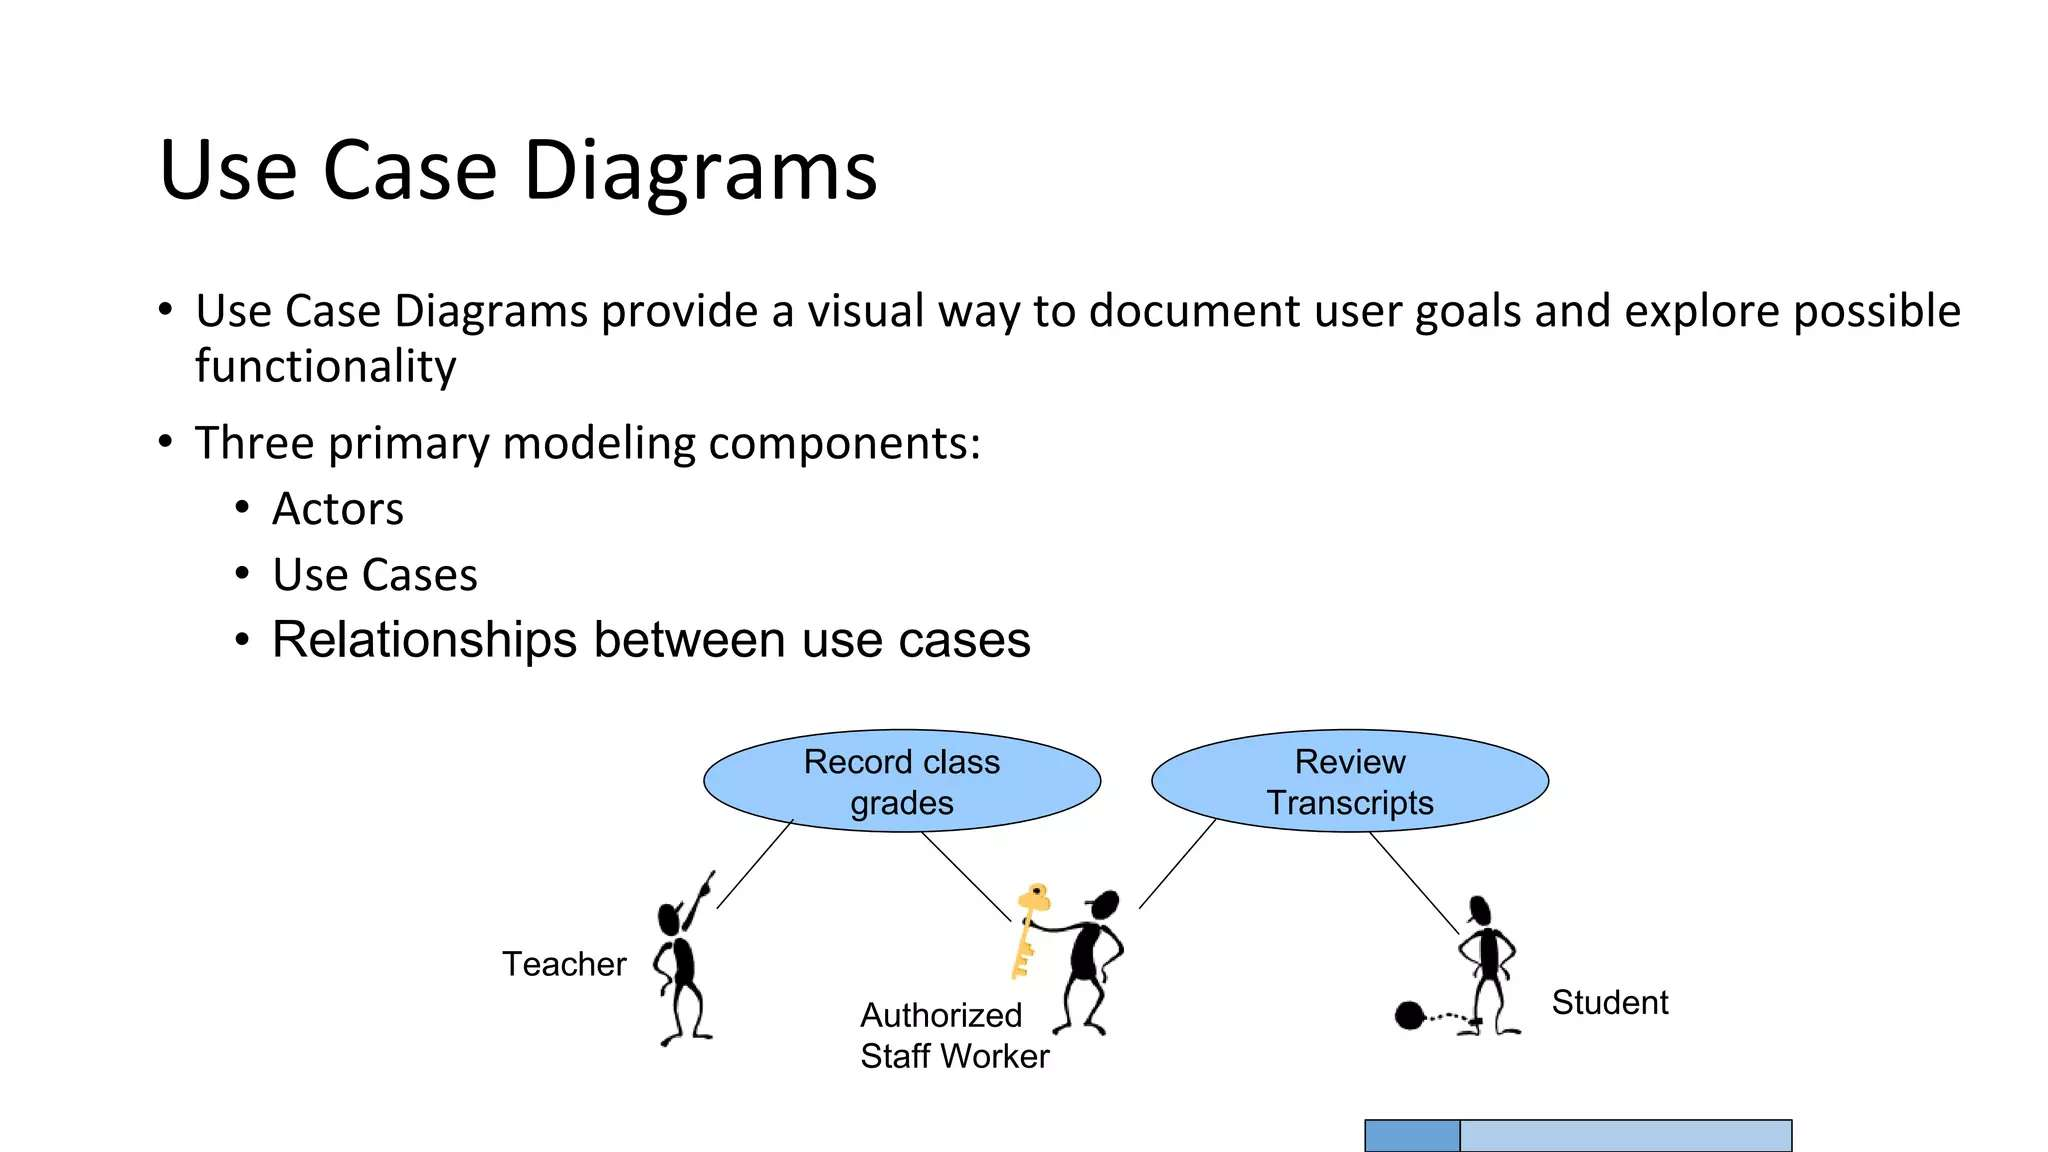 Use Case Diagrams
• Use Case Diagrams provide a visual way to document user goals and explore possible
functionality
• Three primary modeling components:
• Actors
• Use Cases
• Relationships between use cases
Record class
grades
Review
Transcripts
Teacher
Authorized
Staff Worker
Student